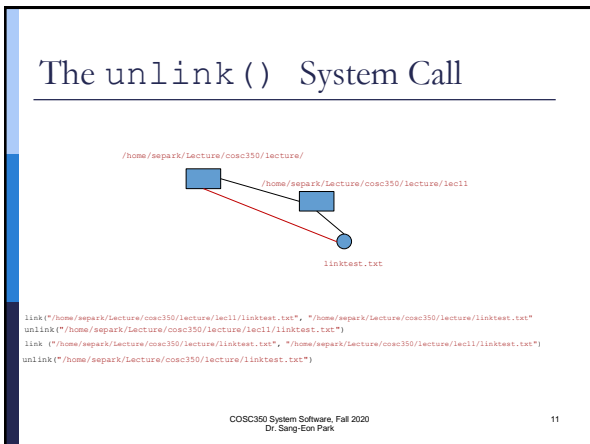 The unlink() System Call
/home/separk/Lecture/cosc350/lecture/
/home/separk/Lecture/cosc350/lecture/lec11
linktest.txt
link("/home/separk/Lecture/cosc350/lecture/lec11/linktest.txt", "/home/separk/Lecture/cosc350/lecture/linktest.txt"
unlink("/home/separk/Lecture/cosc350/lecture/lec11/linktest.txt")
link ("/home/separk/Lecture/cosc350/lecture/linktest.txt", "/home/separk/Lecture/cosc350/lecture/lec11/linktest.txt")
unlink("/home/separk/Lecture/cosc350/lecture/linktest.txt")
COSC350 System Software, Fall 2020
Dr. Sang-Eon Park
11